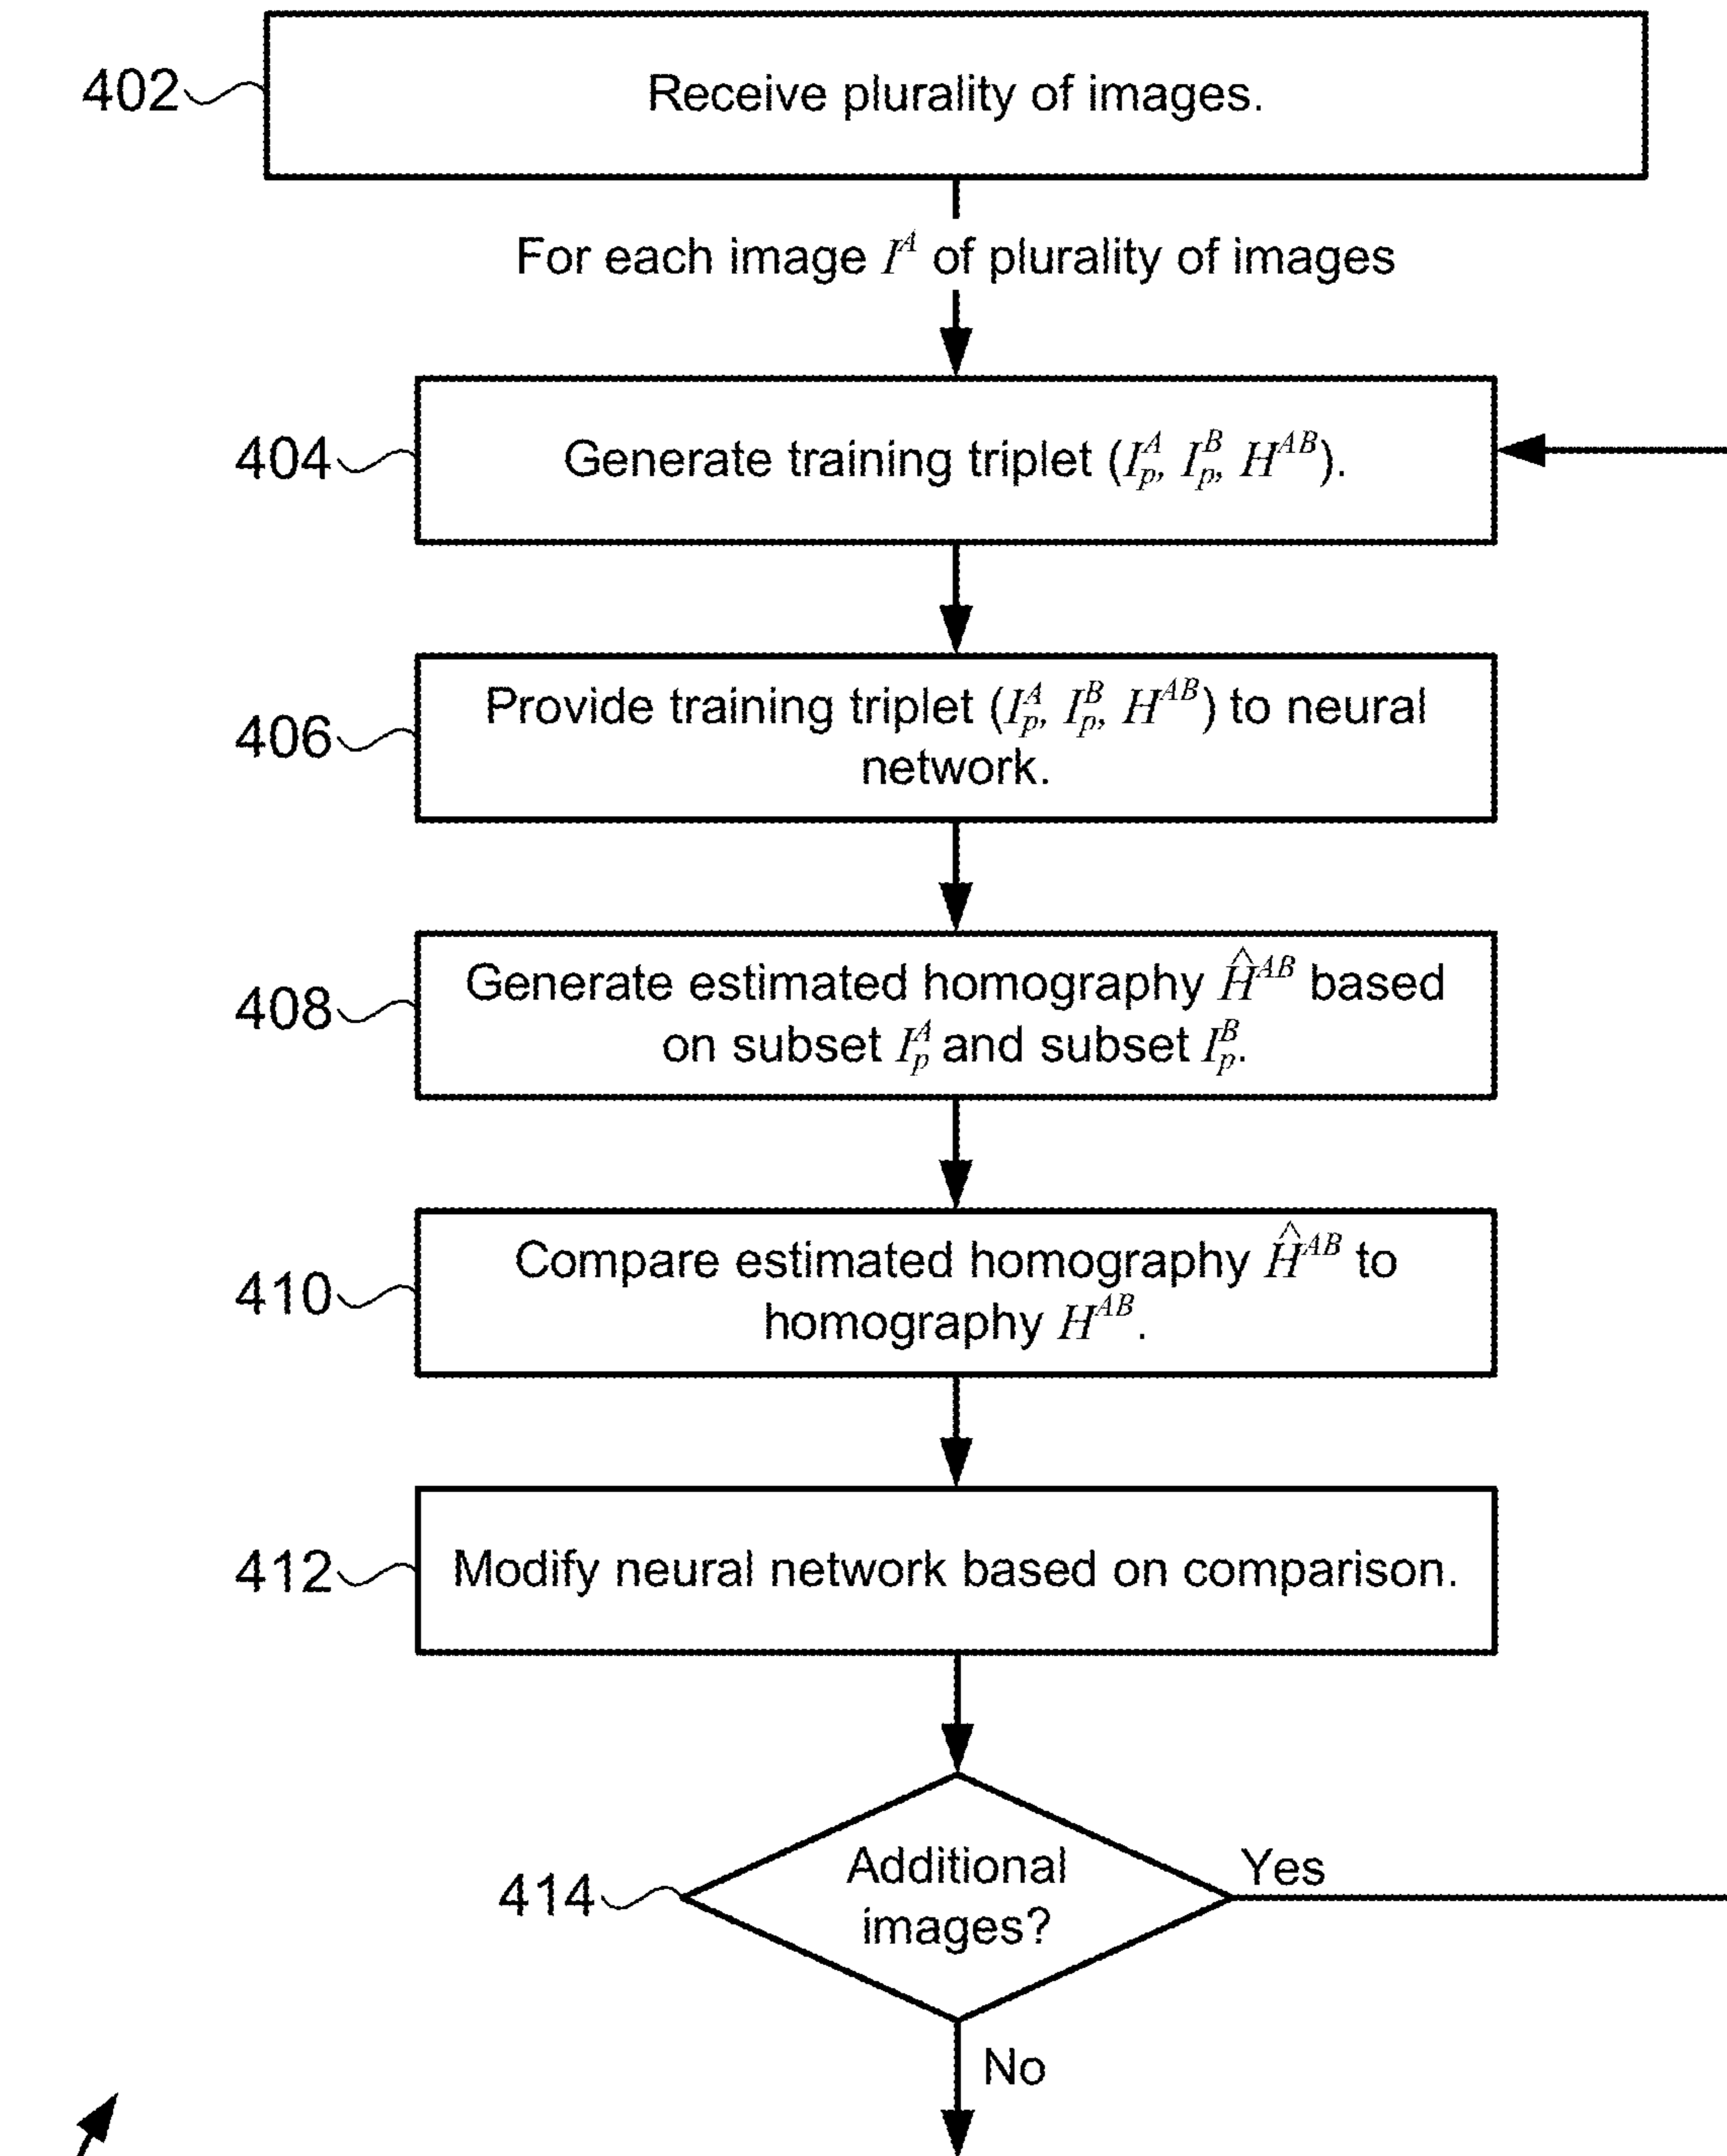 402
Receive plurality of images.
For each image I^A of plurality of images
404
Generate training triplet (I_p^A, I_p^B, H^AB).
406
Provide training triplet (I_p^A, I_p^B, H^AB) to neural
network.
408
Generate estimated homography Ĥ^AB based
on subset I_p^A and subset I_p^B.
410
Compare estimated homography Ĥ^AB to
homography H^AB.
412
Modify neural network based on comparison.
414
Additional
images?
Yes
No